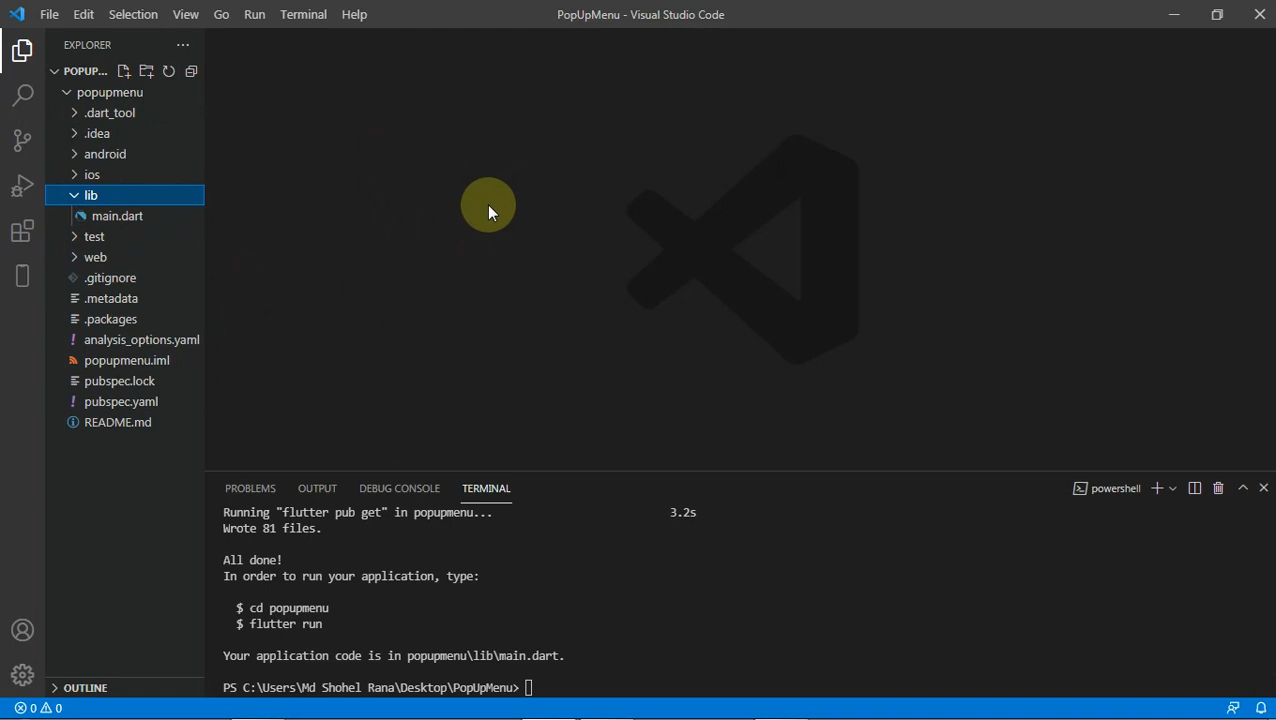 File Edit Selection View Go Run Terminal Help PopUpMenu - Visual Studio Code
EXPLORER
POPUP...
popupmenu
.dart_tool
.idea
android
ios
lib
main.dart
test
web
.gitignore
.metadata
.packages
analysis_options.yaml
popupmenu.iml
pubspec.lock
pubspec.yaml
README.md
OUTLINE
PROBLEMS OUTPUT DEBUG CONSOLE TERMINAL powershell
Running "flutter pub get" in popupmenu... 3.2s
Wrote 81 files.
All done!
In order to run your application, type:
$ cd popupmenu
$ flutter run
Your application code is in popupmenu\lib\main.dart.
PS C:\Users\Md Shohel Rana\Desktop\PopUpMenu>
0 0